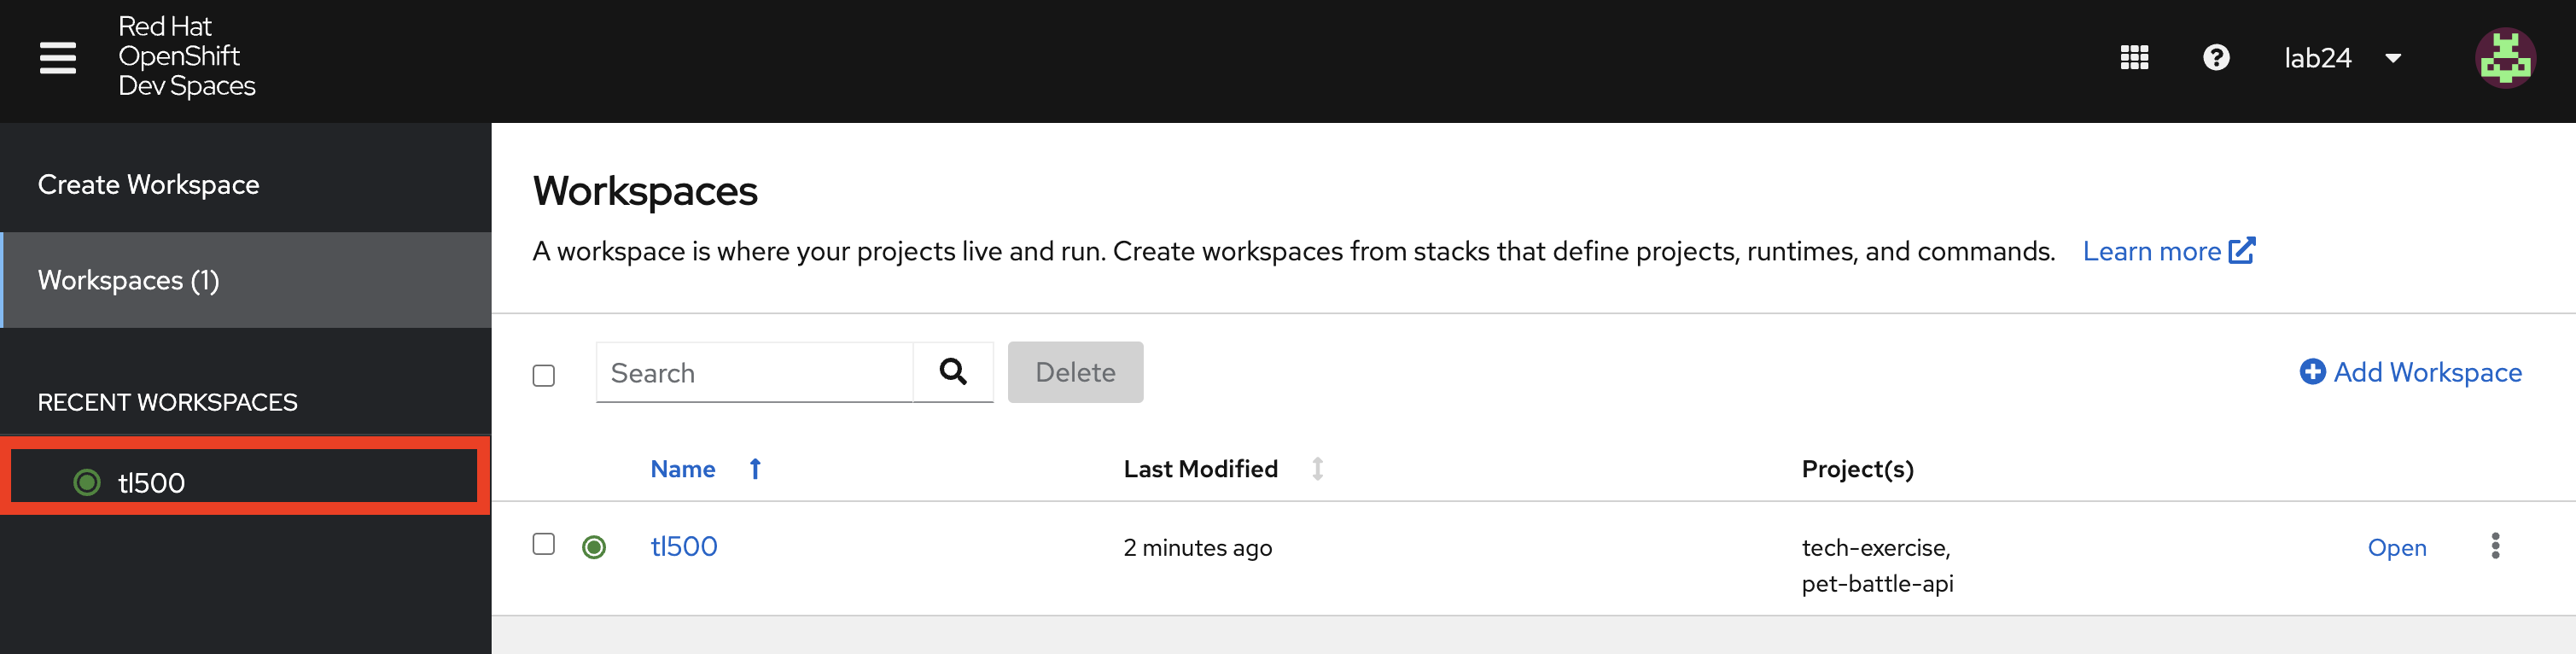 Red Hat
OpenShift
Dev Spaces
lab24
Create Workspace
Workspaces (1)
RECENT WORKSPACES
tl500
Workspaces
A workspace is where your projects live and run. Create workspaces from stacks that define projects, runtimes, and commands. Learn more
Search
Delete
Add Workspace
Name
Last Modified
Project(s)
tl500
2 minutes ago
tech-exercise,
pet-battle-api
Open